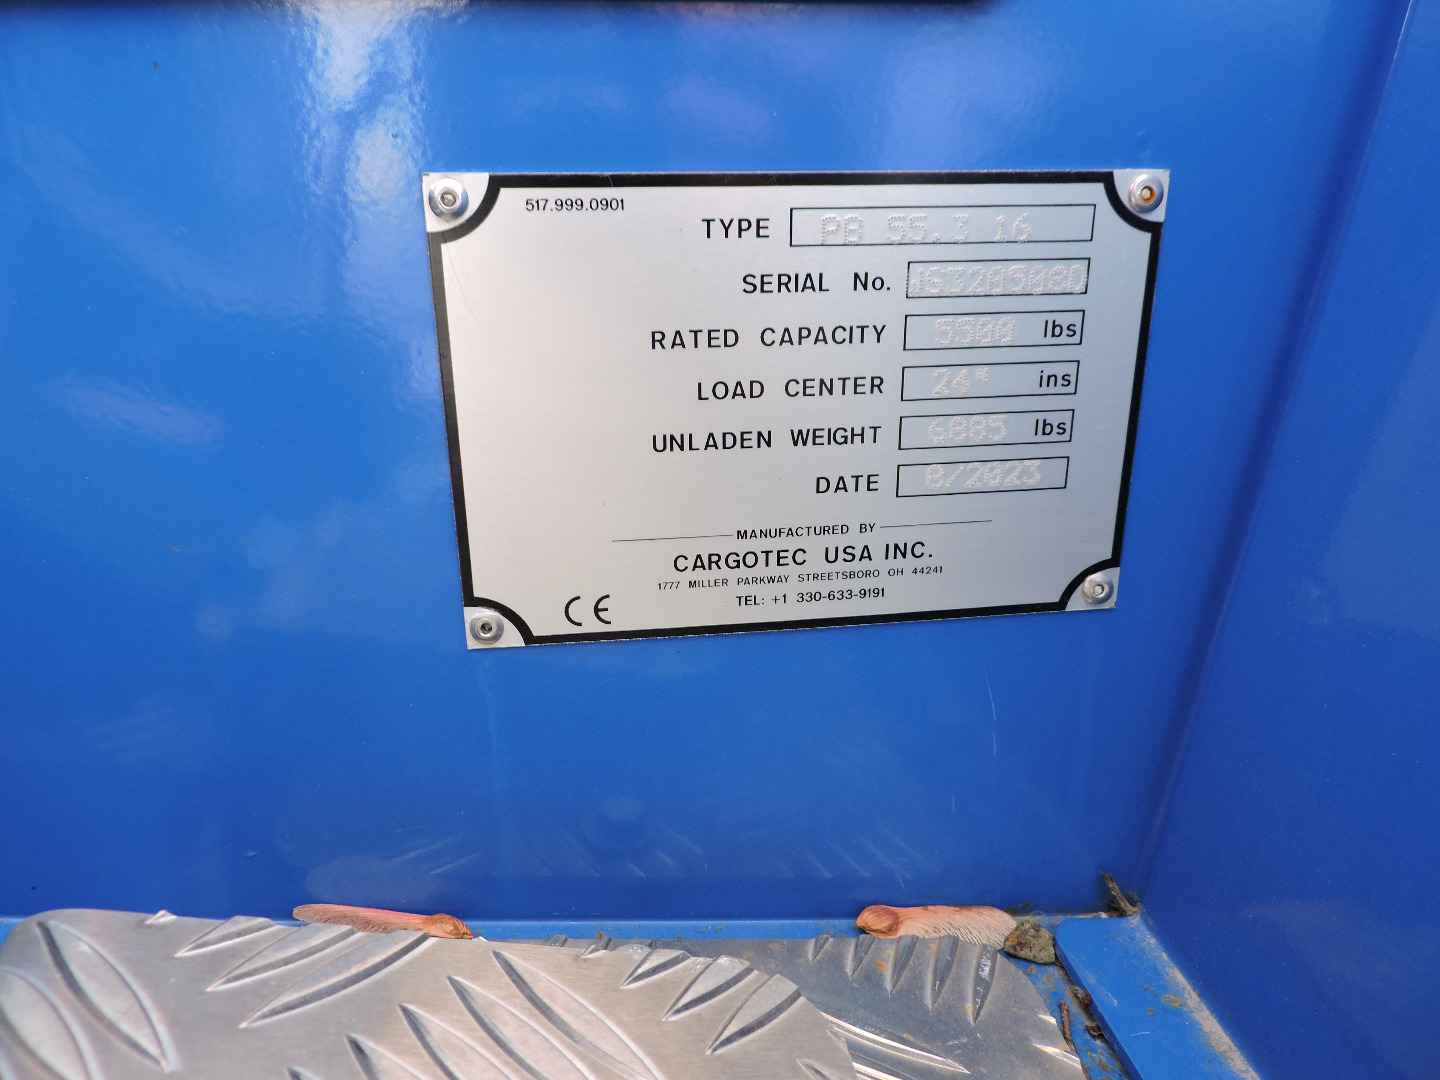 517.999.0901
TYPE PB 55.3 16
SERIAL No.
RATED CAPACITY 5500 lbs
LOAD CENTER 24" ins
UNLADEN WEIGHT 6885 lbs
DATE 8/2023
MANUFACTURED BY
CARGOTEC USA INC.
1777 MILLER PARKWAY STREETSBORO OH 44241
TEL: +1 330-633-9191
CE